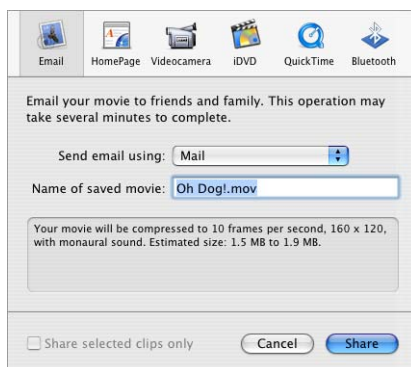 Email HomePage Videocamera iDVD QuickTime Bluetooth
Email your movie to friends and family. This operation may
take several minutes to complete.
Send email using: Mail
Name of saved movie: Oh Dog!.mov
Your movie will be compressed to 10 frames per second, 160 x 120,
with monaural sound. Estimated size: 1.5 MB to 1.9 MB.
Share selected clips only Cancel Share